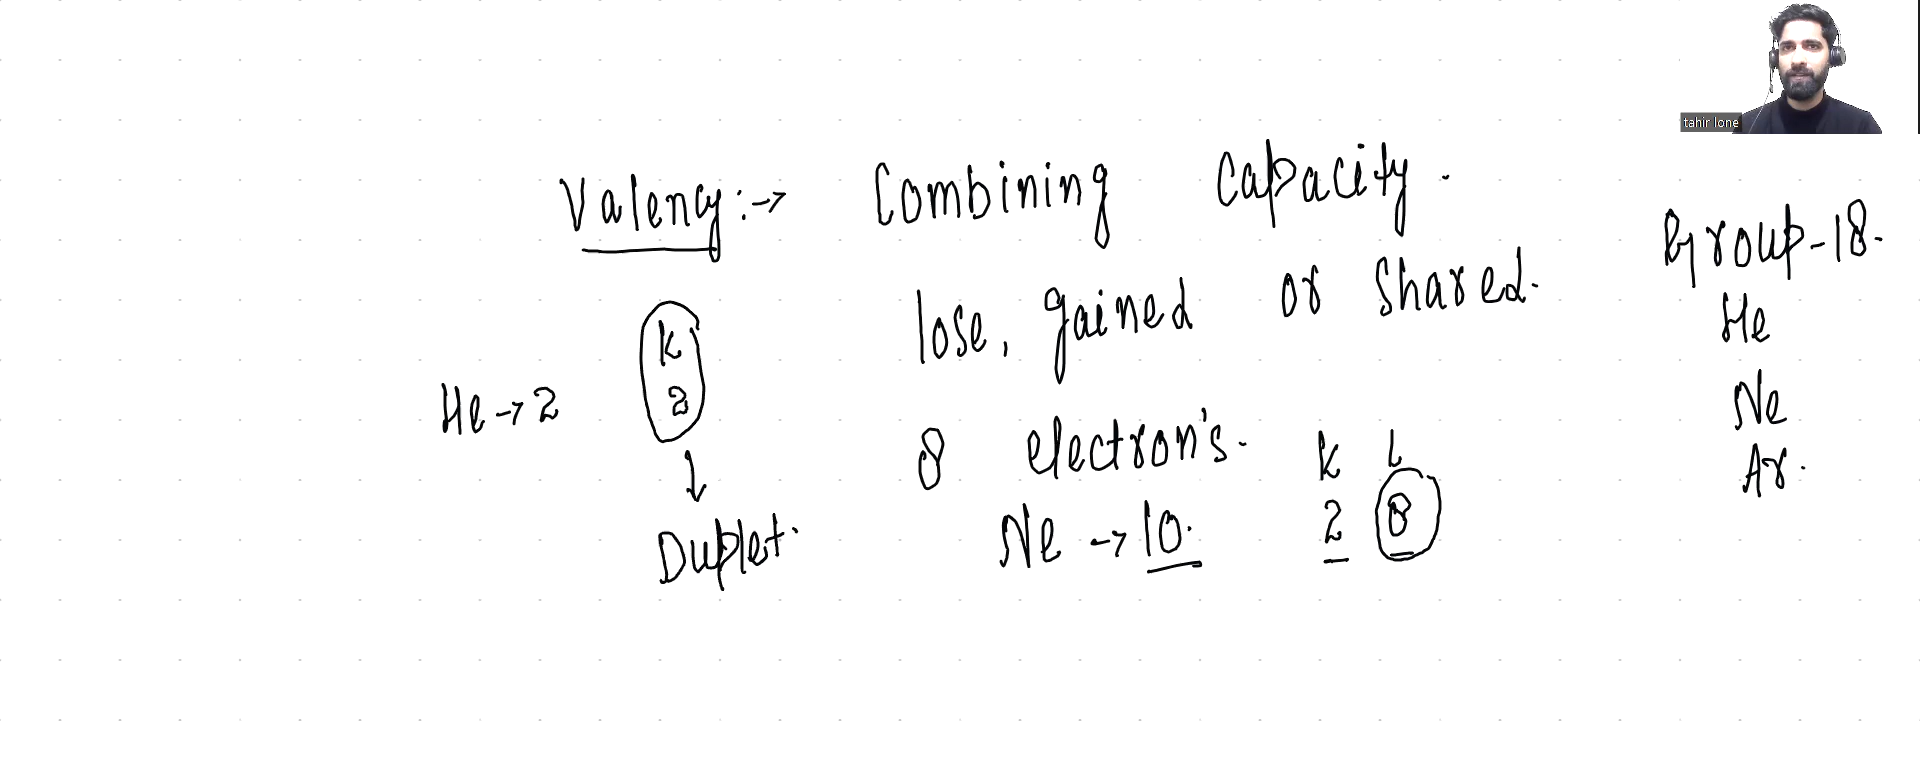 tahir lone
Valency:→ Combining capacity.
lose, gained or shared.
Group-18.
He
Ne
Ar.
K
He → 2 2
↓
Duplet.
8 electron's.
K L
Ne → 10. 2 8